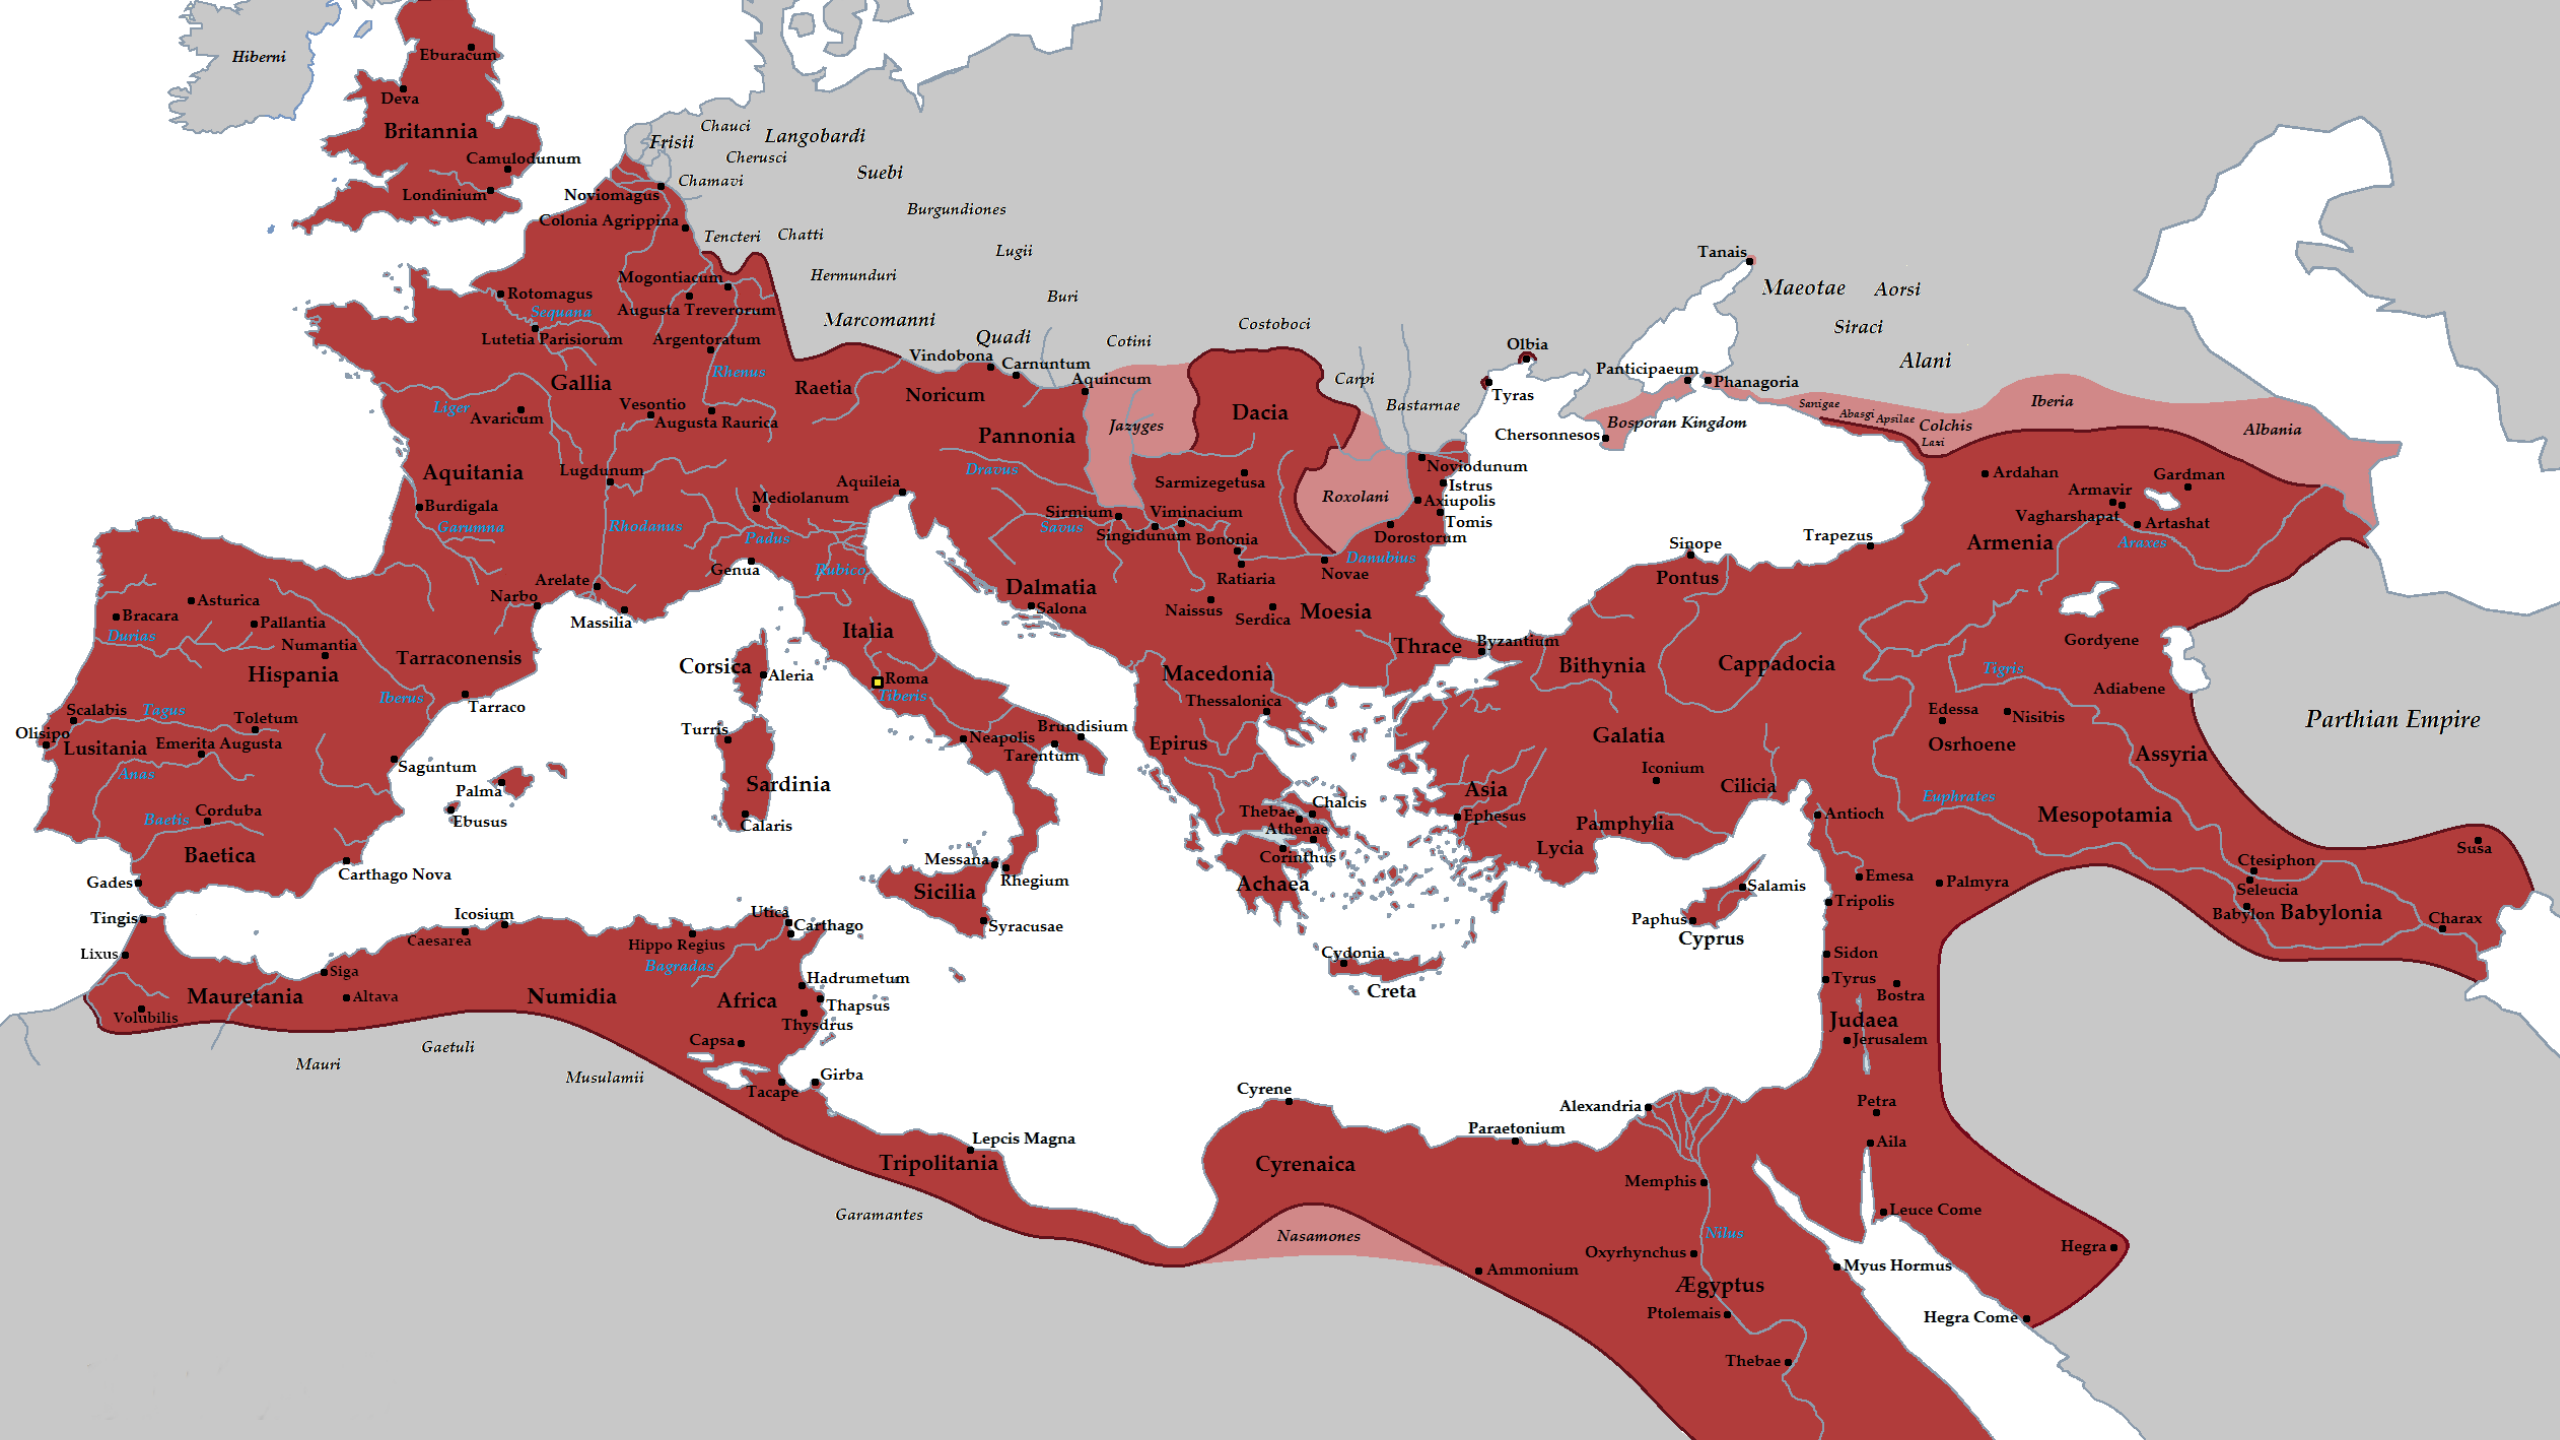 Hiberni
Eburacum
Deva
Britannia
Camulodunum
Londinium
Frisii
Chauci
Langobardi
Cherusci
Chamavi
Suebi
Noviomagus
Colonia Agrippina
Burgundiones
Tencteri
Chatti
Lugii
Hermunduri
Buri
Mogontiacum
Augusta Treverorum
Rotomagus
Sequana
Lutetia Parisiorum
Argentoratum
Marcomanni
Quadi
Cotini
Costoboci
Vindobona
Carnuntum
Aquincum
Rhenus
Gallia
Raetia
Noricum
Liger
Avaricum
Vesontio
Augusta Raurica
Pannonia
Jazyges
Dacia
Carpi
Bastarnae
Olbia
Tyras
Tanais
Maeotae
Aorsi
Siraci
Alani
Panticipaeum
Phanagoria
Bosporan Kingdom
Chersonnesos
Sanigae
Abasgi
Apsilae
Colchis
Lazi
Iberia
Albania
Aquitania
Lugdunum
Burdigala
Garumna
Rhodanus
Mediolanum
Padus
Aquileia
Dravus
Savus
Sirmium
Singidunum
Viminacium
Sarmizegetusa
Bononia
Ratiaria
Roxolani
Noviodunum
Istrus
Axiupolis
Tomis
Dorostorum
Danubius
Novae
Ardahan
Gardman
Armavir
Vagharshapat
Artashat
Araxes
Armenia
Trapezus
Sinope
Pontus
Genua
Rubico
Arelate
Narbo
Massilia
Dalmatia
Salona
Naissus
Serdica
Moesia
Asturica
Bracara
Pallantia
Durias
Numantia
Hispania
Tarraconensis
Iberus
Tarraco
Italia
Corsica
Aleria
Roma
Tiberis
Thrace
Byzantium
Macedonia
Thessalonica
Bithynia
Cappadocia
Gordyene
Tigris
Adiabene
Parthian Empire
Scalabis
Tagus
Toletum
Olisipo
Lusitania
Emerita Augusta
Anas
Saguntum
Palma
Ebusus
Turris
Sardinia
Calaris
Neapolis
Brundisium
Tarentum
Epirus
Galatia
Edessa
Nisibis
Osrhoene
Assyria
Iconium
Cilicia
Asia
Ephesus
Euphrates
Mesopotamia
Corduba
Baetis
Baetica
Carthago Nova
Gades
Thebae
Chalcis
Athenae
Corinthus
Achaea
Pamphylia
Lycia
Antioch
Susa
Messana
Rhegium
Sicilia
Syracusae
Salamis
Paphus
Cyprus
Emesa
Palmyra
Tripolis
Ctesiphon
Seleucia
Babylon
Babylonia
Charax
Tingis
Lixus
Icosium
Caesarea
Utica
Carthago
Hippo Regius
Bagradas
Siga
Altava
Mauretania
Volubilis
Numidia
Africa
Hadrumetum
Thapsus
Thysdrus
Capsa
Cydonia
Creta
Sidon
Tyrus
Bostra
Judaea
Jerusalem
Mauri
Gaetuli
Musulamii
Tacape
Girba
Cyrene
Alexandria
Paraetonium
Petra
Aila
Lepcis Magna
Tripolitania
Cyrenaica
Memphis
Garamantes
Nasamones
Leuce Come
Nilus
Oxyrhynchus
Ammonium
Ægyptus
Myus Hormus
Hegra
Ptolemais
Hegra Come
Thebae